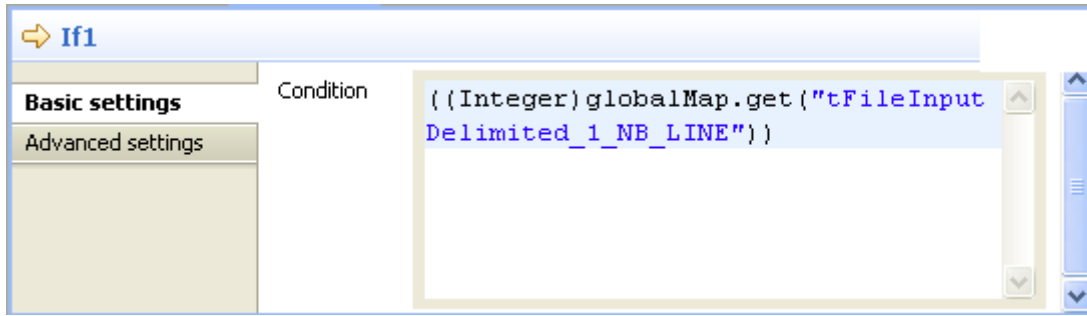 If1
Basic settings
Advanced settings
Condition
((Integer)globalMap.get("tFileInput
Delimited_1_NB_LINE"))